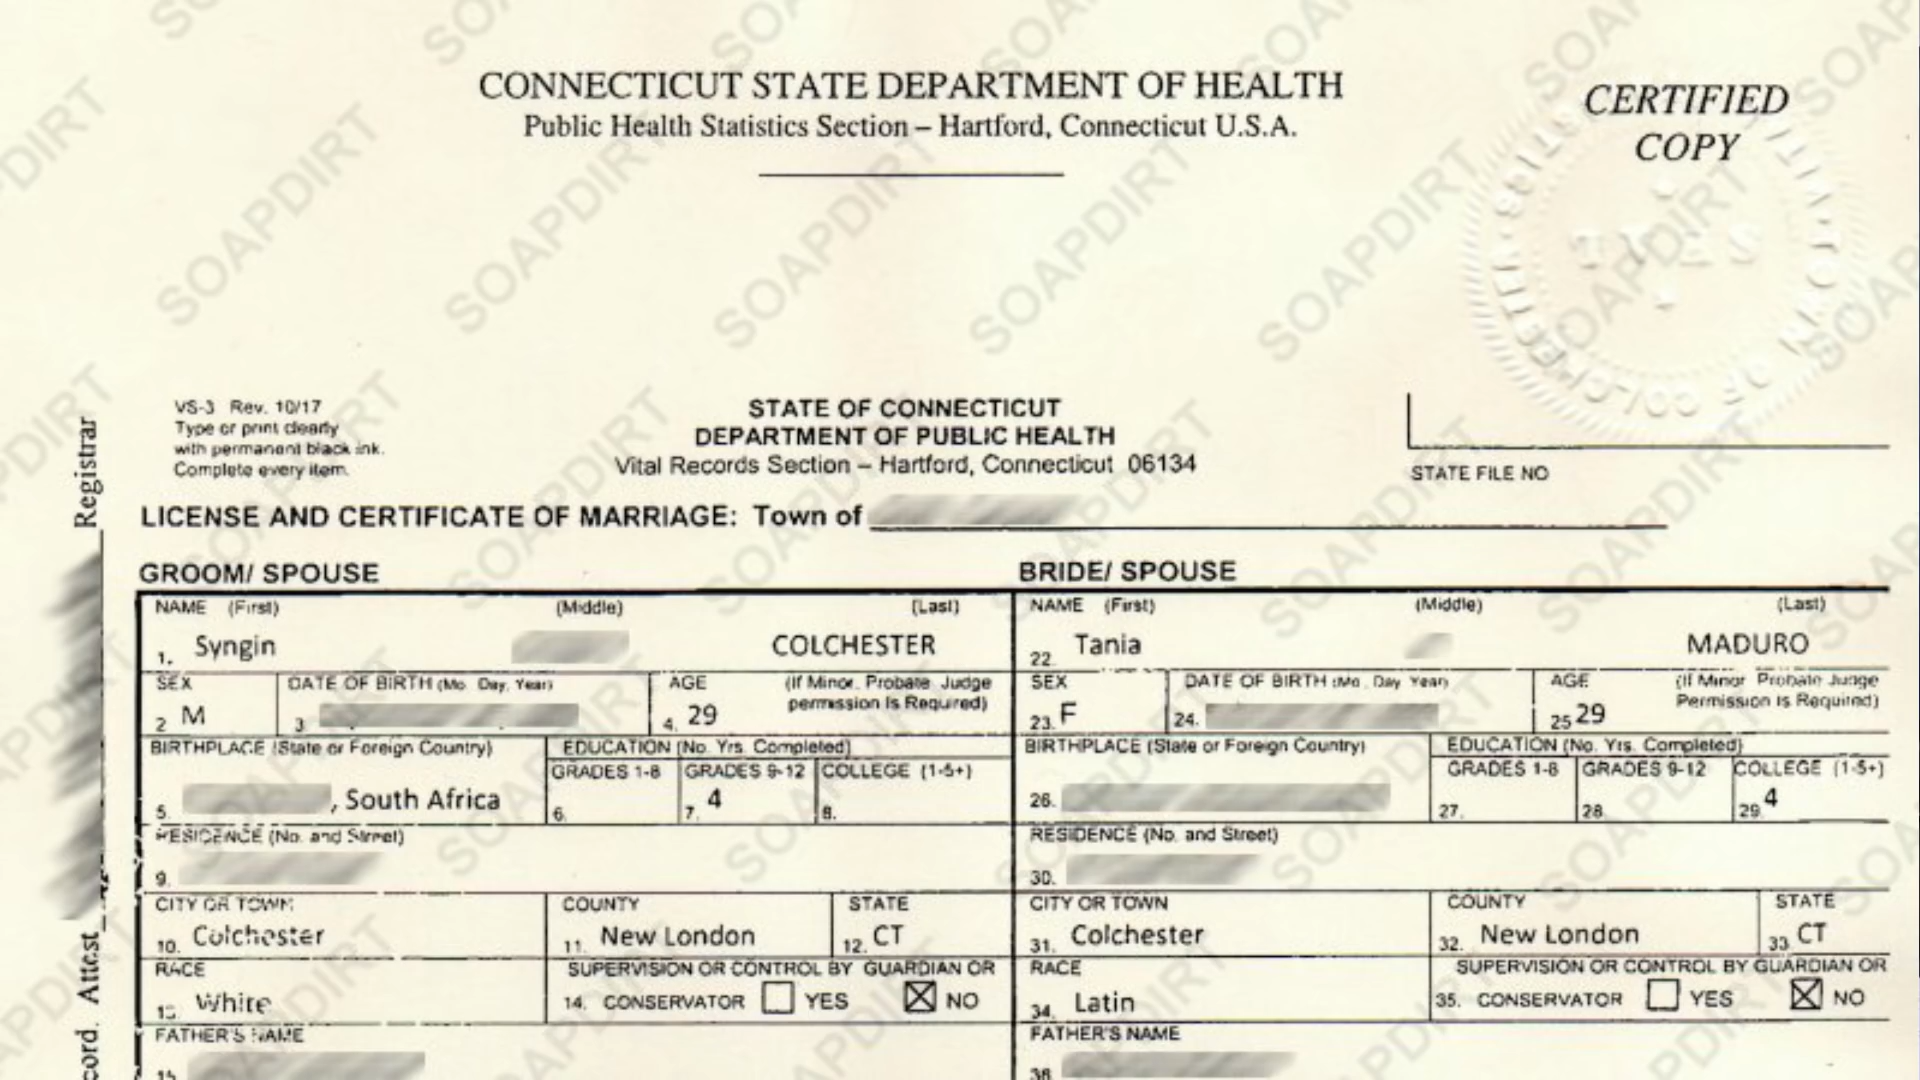 CONNECTICUT STATE DEPARTMENT OF HEALTH
Public Health Statistics Section – Hartford, Connecticut U.S.A.
CERTIFIED
COPY
VS-3 Rev. 10/17
Type or print clearly
with permanent black ink.
Complete every item.
STATE OF CONNECTICUT
DEPARTMENT OF PUBLIC HEALTH
Vital Records Section – Hartford, Connecticut 06134
STATE FILE NO
Registrar
LICENSE AND CERTIFICATE OF MARRIAGE: Town of
GROOM/ SPOUSE
NAME (First) (Middle) (Last)
1. Syngin COLCHESTER
SEX DATE OF BIRTH (Mo. Day, Year) AGE (If Minor, Probate Judge
permission Is Required)
2 M 3. 4. 29
BIRTHPLACE (State or Foreign Country) EDUCATION (No. Yrs. Completed)
GRADES 1-8 GRADES 9-12 COLLEGE (1-5+)
5. , South Africa 6. 7. 4 8.
RESIDENCE (No. and Street)
9.
CITY OR TOWN COUNTY STATE
10. Colchester 11. New London 12. CT
RACE SUPERVISION OR CONTROL BY GUARDIAN OR
13. White 14. CONSERVATOR YES NO
FATHER'S NAME
15.
BRIDE/ SPOUSE
NAME (First) (Middle) (Last)
22 Tania MADURO
SEX DATE OF BIRTH (Mo., Day Year) AGE (If Minor Probate Judge
Permission Is Required)
23. F 24. 25 29
BIRTHPLACE (State or Foreign Country) EDUCATION (No. Yrs. Completed)
GRADES 1-8 GRADES 9-12 COLLEGE (1-5+)
26. 27. 28. 29. 4
RESIDENCE (No. and Street)
30.
CITY OR TOWN COUNTY STATE
31. Colchester 32. New London 33 CT
RACE SUPERVISION OR CONTROL BY GUARDIAN OR
34. Latin 35. CONSERVATOR YES NO
FATHER'S NAME
36.
Attest
SOAPDIRT